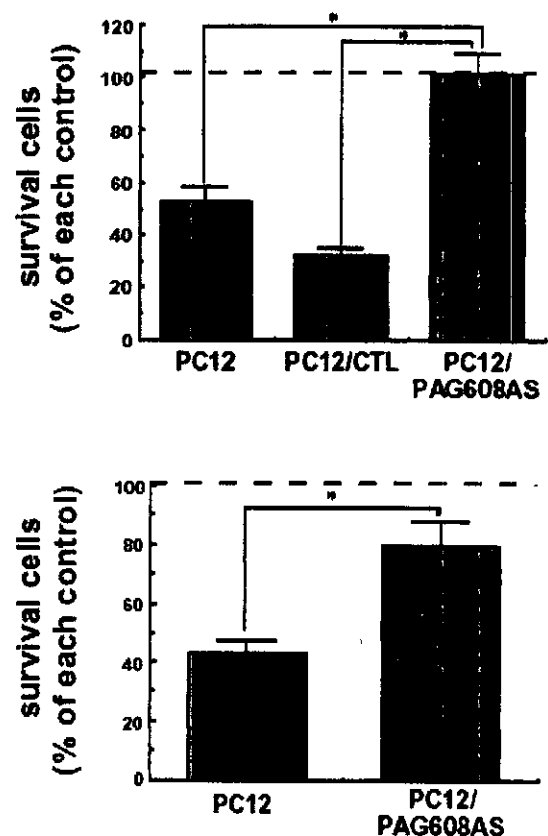 survival cells
(% of each control)
120
100
80
60
40
20
0
*
*
PC12
PC12/CTL
PC12/
PAG608AS
survival cells
(% of each control)
100
80
60
40
20
0
*
PC12
PC12/
PAG608AS